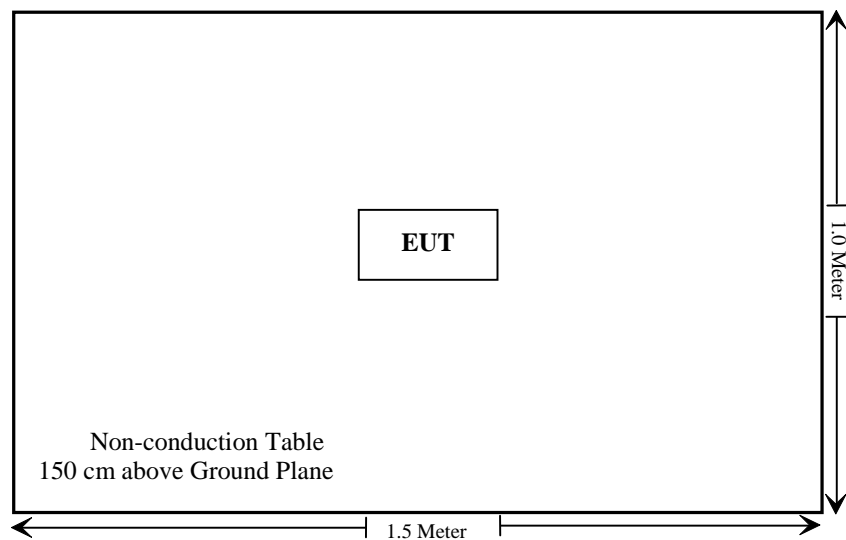 EUT
1.0 Meter
Non-conduction Table
150 cm above Ground Plane
1.5 Meter